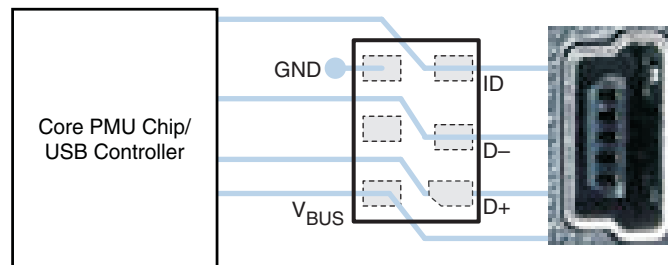 GND
ID
Core PMU Chip/
USB Controller
D–
VBUS
D+